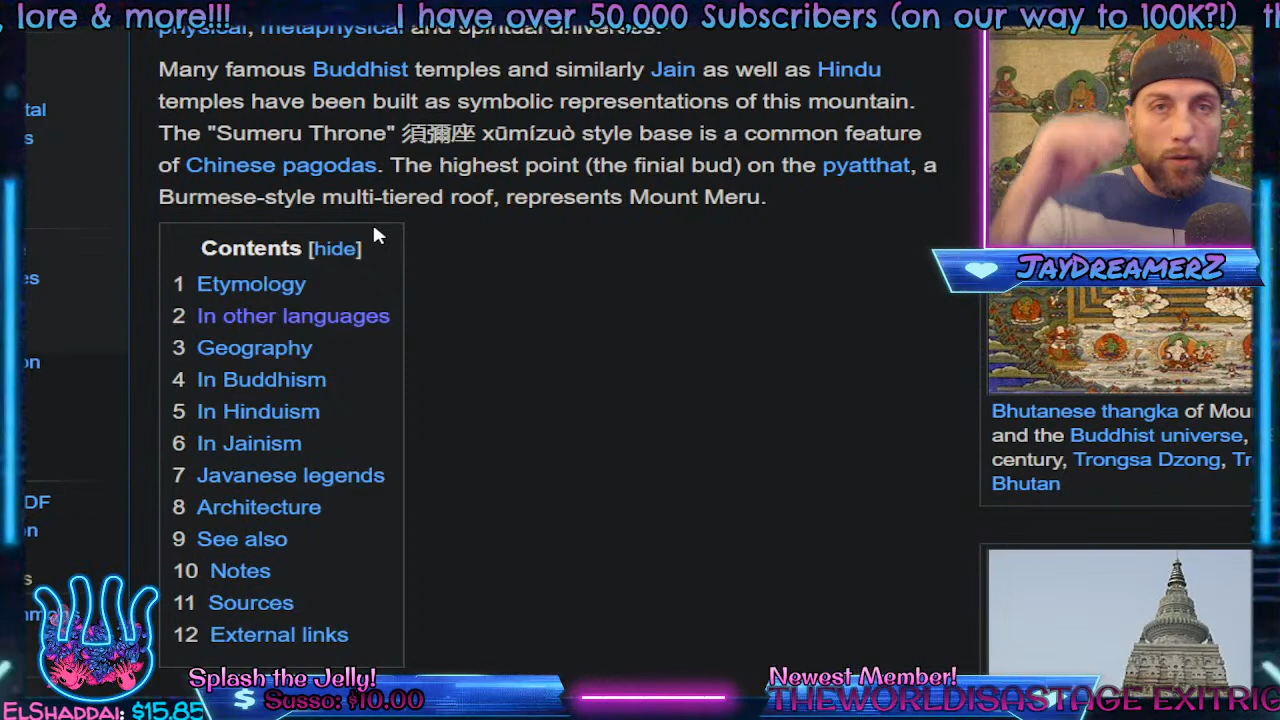 , lore & more!!! I have over 50,000 Subscribers (on our way to 100K?!) th
physical, metaphysical and spiritual universes.
Many famous Buddhist temples and similarly Jain as well as Hindu
temples have been built as symbolic representations of this mountain.
The "Sumeru Throne" 須彌座 xūmízuò style base is a common feature
of Chinese pagodas. The highest point (the finial bud) on the pyatthat, a
Burmese-style multi-tiered roof, represents Mount Meru.
Contents [hide]
1 Etymology
2 In other languages
3 Geography
4 In Buddhism
5 In Hinduism
6 In Jainism
7 Javanese legends
8 Architecture
9 See also
10 Notes
11 Sources
12 External links
JayDreamerZ
Bhutanese thangka of Mou
and the Buddhist universe,
century, Trongsa Dzong, Tr
Bhutan
Splash the Jelly!
$ Susso: $10.00
ElShaddai: $15.85
Newest Member!
THEWORLDISASTAGE EXITRIG